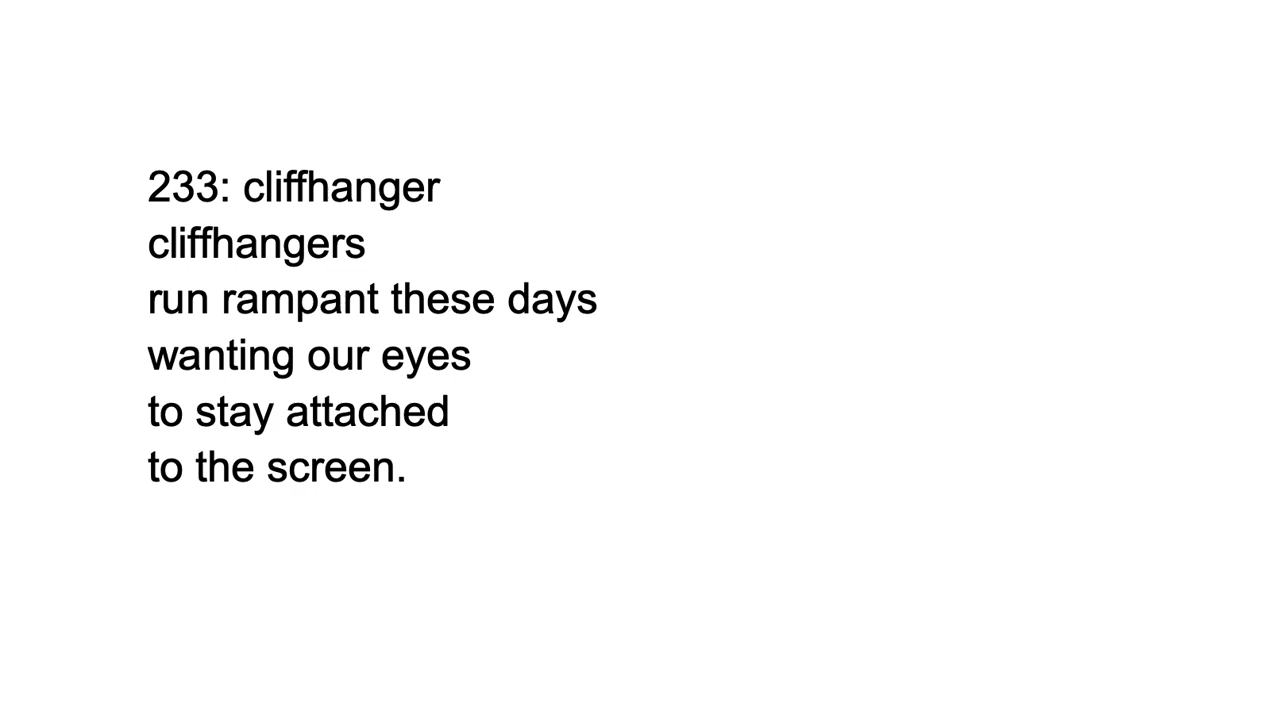 233: cliffhanger
cliffhangers
run rampant these days
wanting our eyes
to stay attached
to the screen.